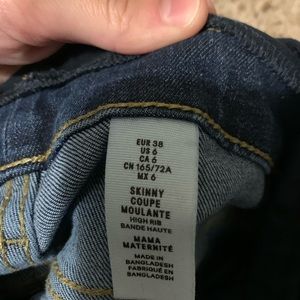 EUR 38
US 6
CA 6
CN 165/72A
MX 6
SKINNY
COUPE
MOULANTE
HIGH RIB
BANDE HAUTE
MAMA
MATERNITÉ
MADE IN
BANGLADESH
FABRIQUÉ EN
BANGLADESH